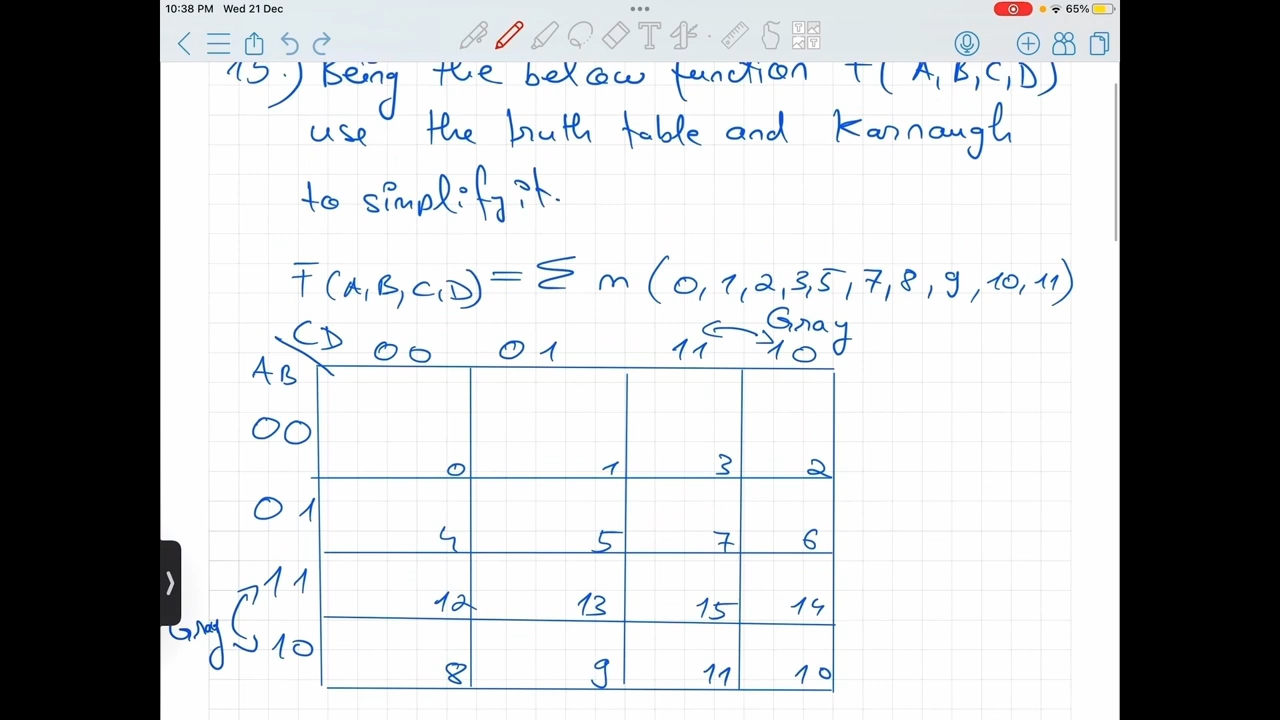 10:38 PM Wed 21 Dec
65%
15.) Being the below function F(A,B,C,D)
use the truth table and Karnaugh
to simplify it.
F(A,B,C,D) = Σ m (0,1,2,3,5,7,8,9,10,11)
CD 00 01 11 10 Gray
AB
00
0 1 3 2
01
4 5 7 6
11
12 13 15 14
Gray 10
8 9 11 10